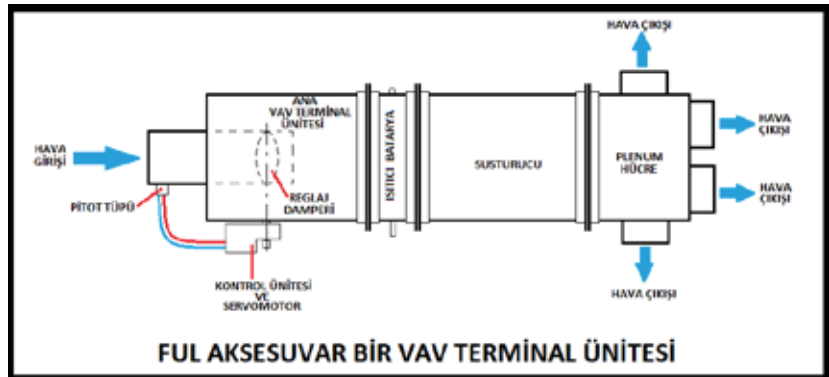 HAVA ÇIKIŞI
ANA
VAV TERMİNAL
ÜNİTESİ
HAVA
GİRİŞİ
ISITICI BATARYA
SUSTURUCU
PLENUM
HÜCRE
HAVA
ÇIKIŞI
HAVA
ÇIKIŞI
PİTOT TÜPÜ
REGLAJ
DAMPERİ
KONTROL ÜNİTESİ
VE
SERVOMOTOR
HAVA ÇIKIŞI
FUL AKSESUVAR BİR VAV TERMİNAL ÜNİTESİ